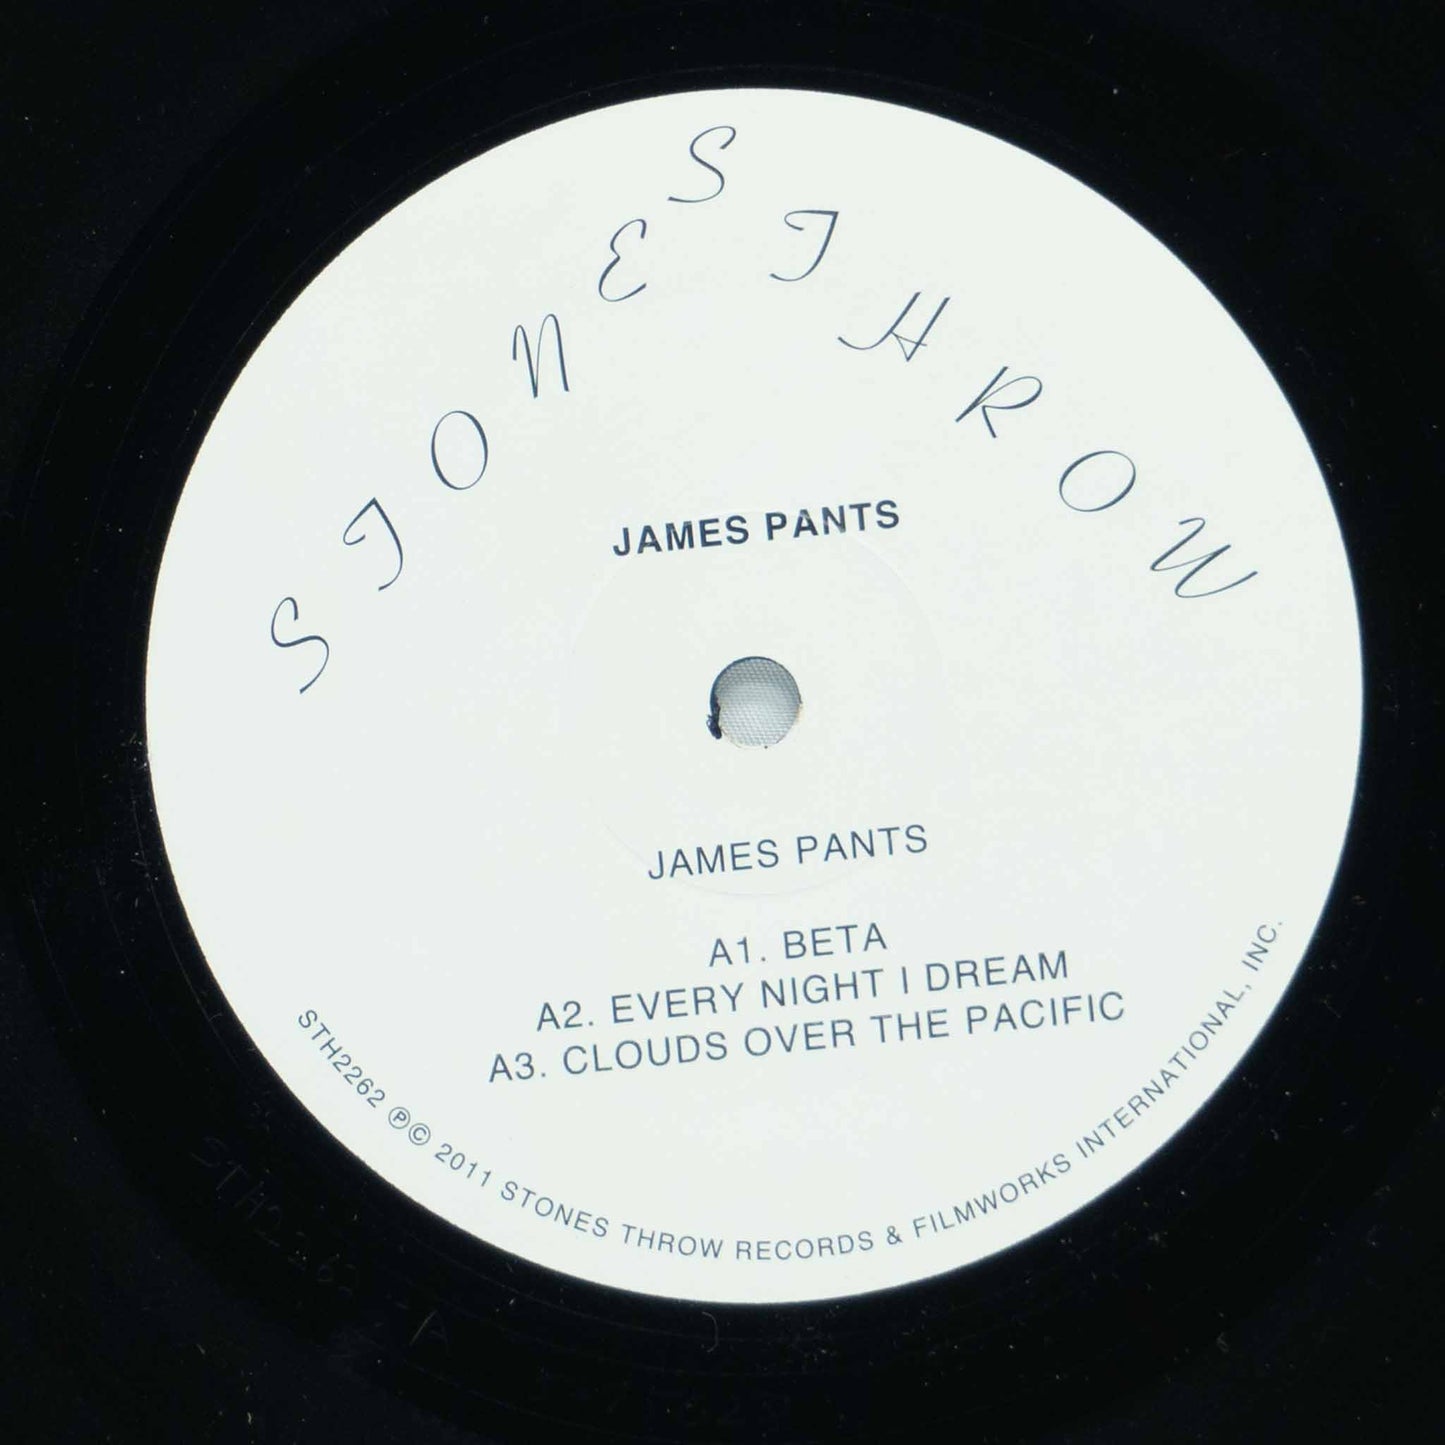 STONES THROW
JAMES PANTS
JAMES PANTS
A1. BETA
A2. EVERY NIGHT I DREAM
A3. CLOUDS OVER THE PACIFIC
STH2262 ℗© 2011 STONES THROW RECORDS & FILMWORKS INTERNATIONAL, INC.
STH2262 - A